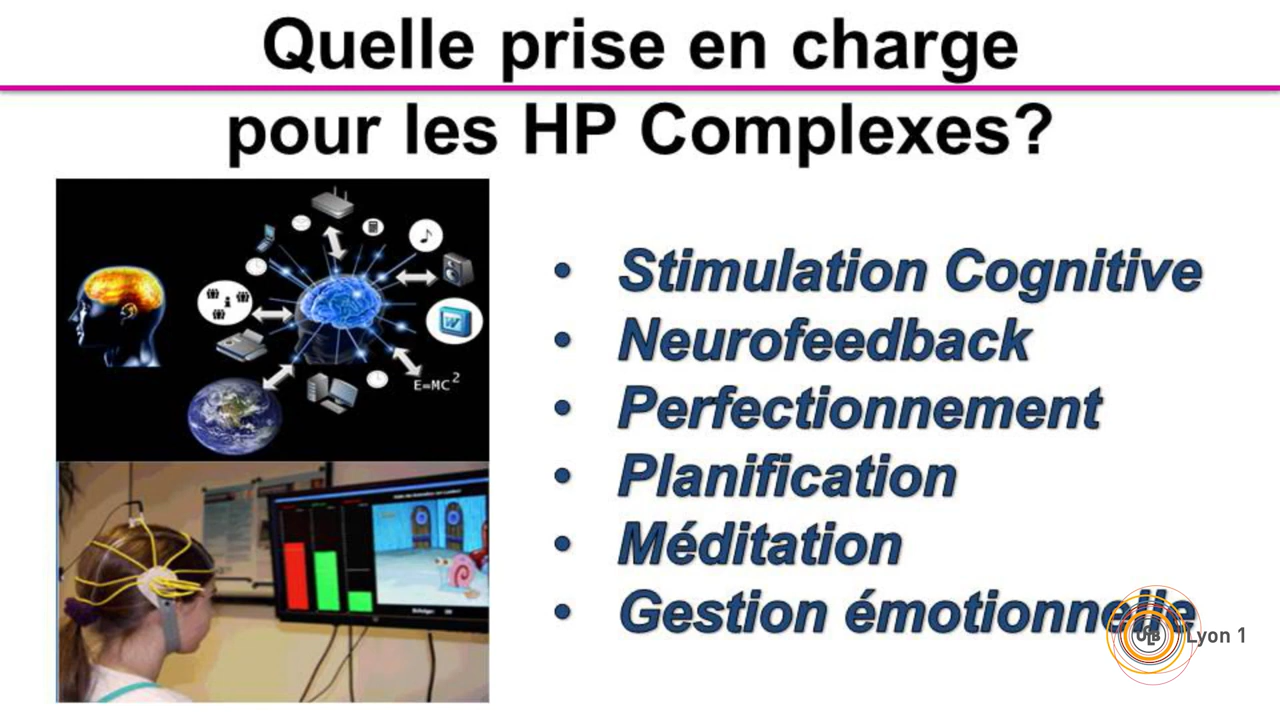 Quelle prise en charge
pour les HP Complexes?
E=MC2
• Stimulation Cognitive
• Neurofeedback
• Perfectionnement
• Planification
• Méditation
• Gestion émotionnelle
Lyon 1